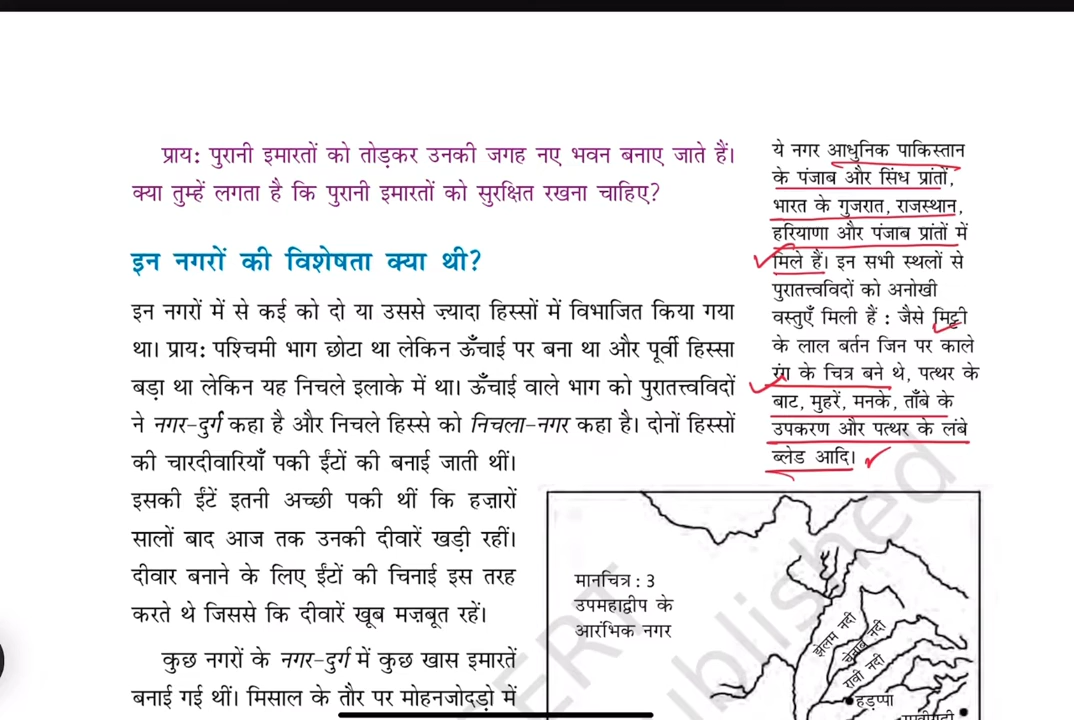 प्राय: पुरानी इमारतों को तोड़कर उनकी जगह नए भवन बनाए जाते हैं।
क्या तुम्हें लगता है कि पुरानी इमारतों को सुरक्षित रखना चाहिए?
इन नगरों की विशेषता क्या थी?
इन नगरों में से कई को दो या उससे ज़्यादा हिस्सों में विभाजित किया गया
था। प्राय: पश्चिमी भाग छोटा था लेकिन ऊँचाई पर बना था और पूर्वी हिस्सा
बड़ा था लेकिन यह निचले इलाके में था। ऊँचाई वाले भाग को पुरातत्त्वविदों
ने नगर-दुर्ग कहा है और निचले हिस्से को निचला-नगर कहा है। दोनों हिस्सों
की चारदीवारियाँ पकी ईंटों की बनाई जाती थीं।
इसकी ईंटें इतनी अच्छी पकी थीं कि हज़ारों
सालों बाद आज तक उनकी दीवारें खड़ी रहीं।
दीवार बनाने के लिए ईंटों की चिनाई इस तरह
करते थे जिससे कि दीवारें खूब मज़बूत रहें।
कुछ नगरों के नगर-दुर्ग में कुछ खास इमारतें
बनाई गई थीं। मिसाल के तौर पर मोहनजोदड़ो में
ये नगर आधुनिक पाकिस्तान
के पंजाब और सिंध प्रांतों,
भारत के गुजरात, राजस्थान,
हरियाणा और पंजाब प्रांतों में
मिले हैं। इन सभी स्थलों से
पुरातत्त्वविदों को अनोखी
वस्तुएँ मिली हैं : जैसे मिट्टी
के लाल बर्तन जिन पर काले
रंग के चित्र बने थे, पत्थर के
बाट, मुहरें, मनके, ताँबे के
उपकरण और पत्थर के लंबे
ब्लेड आदि।
मानचित्र : 3
उपमहाद्वीप के
आरंभिक नगर
झेलम नदी
चेनाब नदी
रावी नदी
हड़प्पा